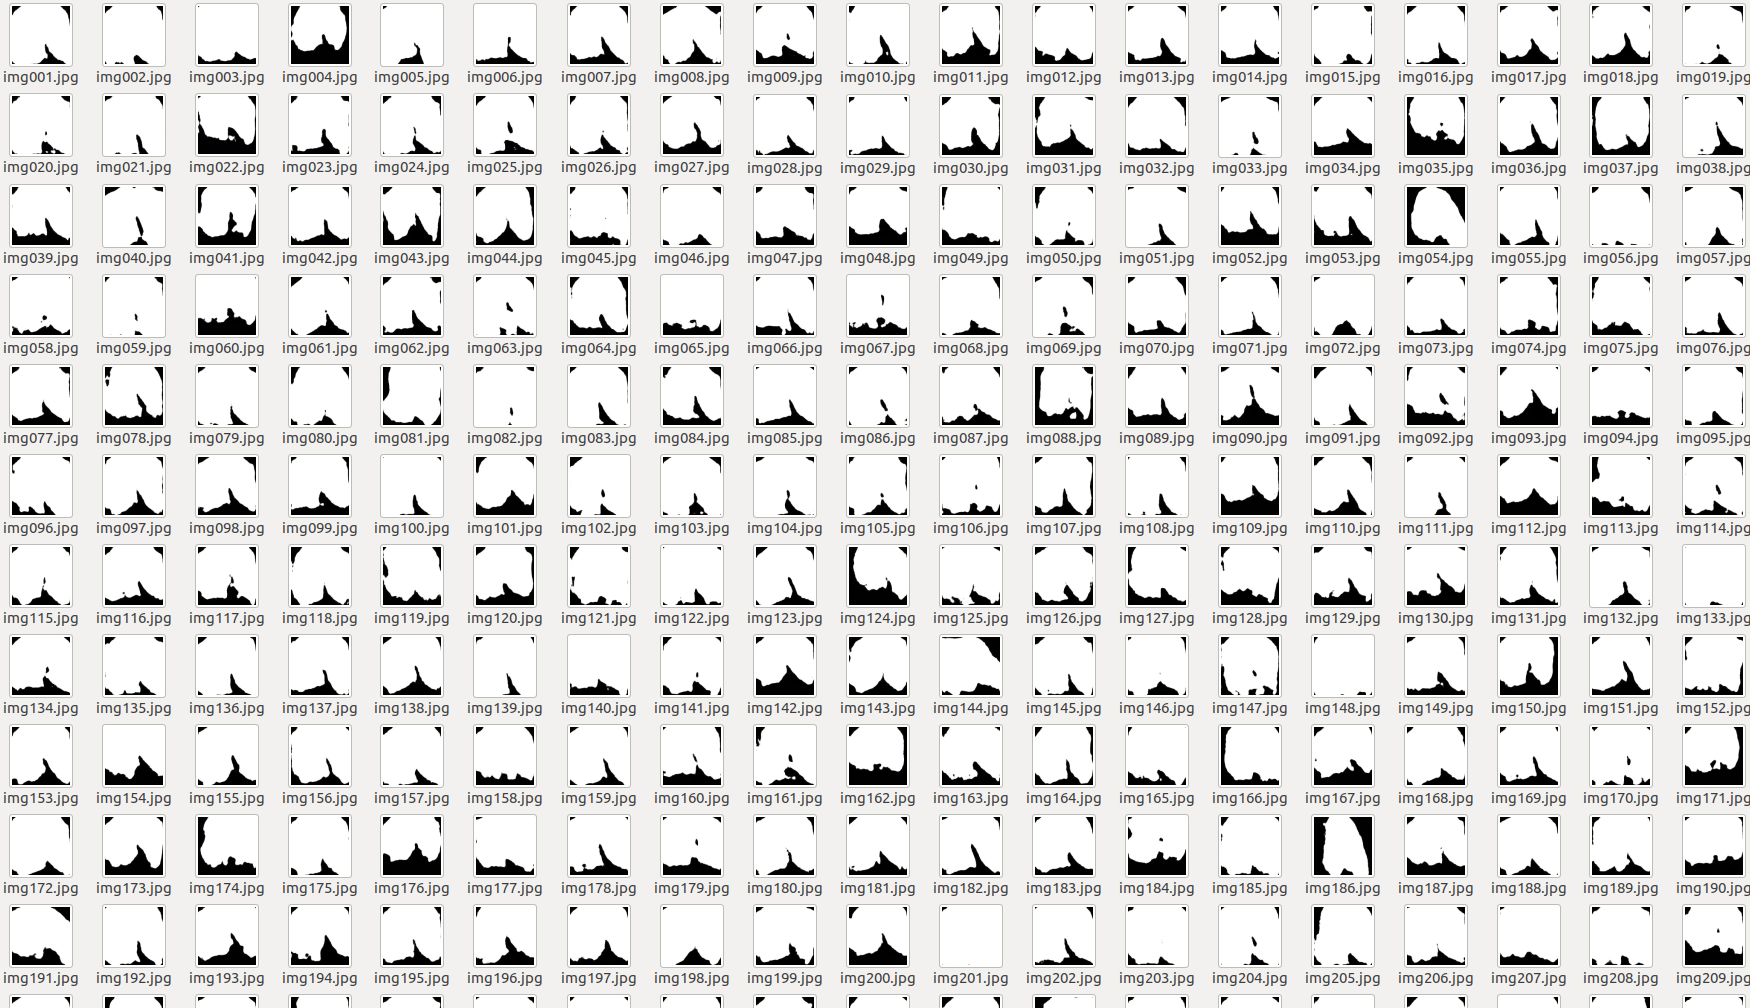 img001.jpg img002.jpg img003.jpg img004.jpg img005.jpg img006.jpg img007.jpg img008.jpg img009.jpg img010.jpg img011.jpg img012.jpg img013.jpg img014.jpg img015.jpg img016.jpg img017.jpg img018.jpg img019.jpg
img020.jpg img021.jpg img022.jpg img023.jpg img024.jpg img025.jpg img026.jpg img027.jpg img028.jpg img029.jpg img030.jpg img031.jpg img032.jpg img033.jpg img034.jpg img035.jpg img036.jpg img037.jpg img038.jpg
img039.jpg img040.jpg img041.jpg img042.jpg img043.jpg img044.jpg img045.jpg img046.jpg img047.jpg img048.jpg img049.jpg img050.jpg img051.jpg img052.jpg img053.jpg img054.jpg img055.jpg img056.jpg img057.jpg
img058.jpg img059.jpg img060.jpg img061.jpg img062.jpg img063.jpg img064.jpg img065.jpg img066.jpg img067.jpg img068.jpg img069.jpg img070.jpg img071.jpg img072.jpg img073.jpg img074.jpg img075.jpg img076.jpg
img077.jpg img078.jpg img079.jpg img080.jpg img081.jpg img082.jpg img083.jpg img084.jpg img085.jpg img086.jpg img087.jpg img088.jpg img089.jpg img090.jpg img091.jpg img092.jpg img093.jpg img094.jpg img095.jpg
img096.jpg img097.jpg img098.jpg img099.jpg img100.jpg img101.jpg img102.jpg img103.jpg img104.jpg img105.jpg img106.jpg img107.jpg img108.jpg img109.jpg img110.jpg img111.jpg img112.jpg img113.jpg img114.jpg
img115.jpg img116.jpg img117.jpg img118.jpg img119.jpg img120.jpg img121.jpg img122.jpg img123.jpg img124.jpg img125.jpg img126.jpg img127.jpg img128.jpg img129.jpg img130.jpg img131.jpg img132.jpg img133.jpg
img134.jpg img135.jpg img136.jpg img137.jpg img138.jpg img139.jpg img140.jpg img141.jpg img142.jpg img143.jpg img144.jpg img145.jpg img146.jpg img147.jpg img148.jpg img149.jpg img150.jpg img151.jpg img152.jpg
img153.jpg img154.jpg img155.jpg img156.jpg img157.jpg img158.jpg img159.jpg img160.jpg img161.jpg img162.jpg img163.jpg img164.jpg img165.jpg img166.jpg img167.jpg img168.jpg img169.jpg img170.jpg img171.jpg
img172.jpg img173.jpg img174.jpg img175.jpg img176.jpg img177.jpg img178.jpg img179.jpg img180.jpg img181.jpg img182.jpg img183.jpg img184.jpg img185.jpg img186.jpg img187.jpg img188.jpg img189.jpg img190.jpg
img191.jpg img192.jpg img193.jpg img194.jpg img195.jpg img196.jpg img197.jpg img198.jpg img199.jpg img200.jpg img201.jpg img202.jpg img203.jpg img204.jpg img205.jpg img206.jpg img207.jpg img208.jpg img209.jpg